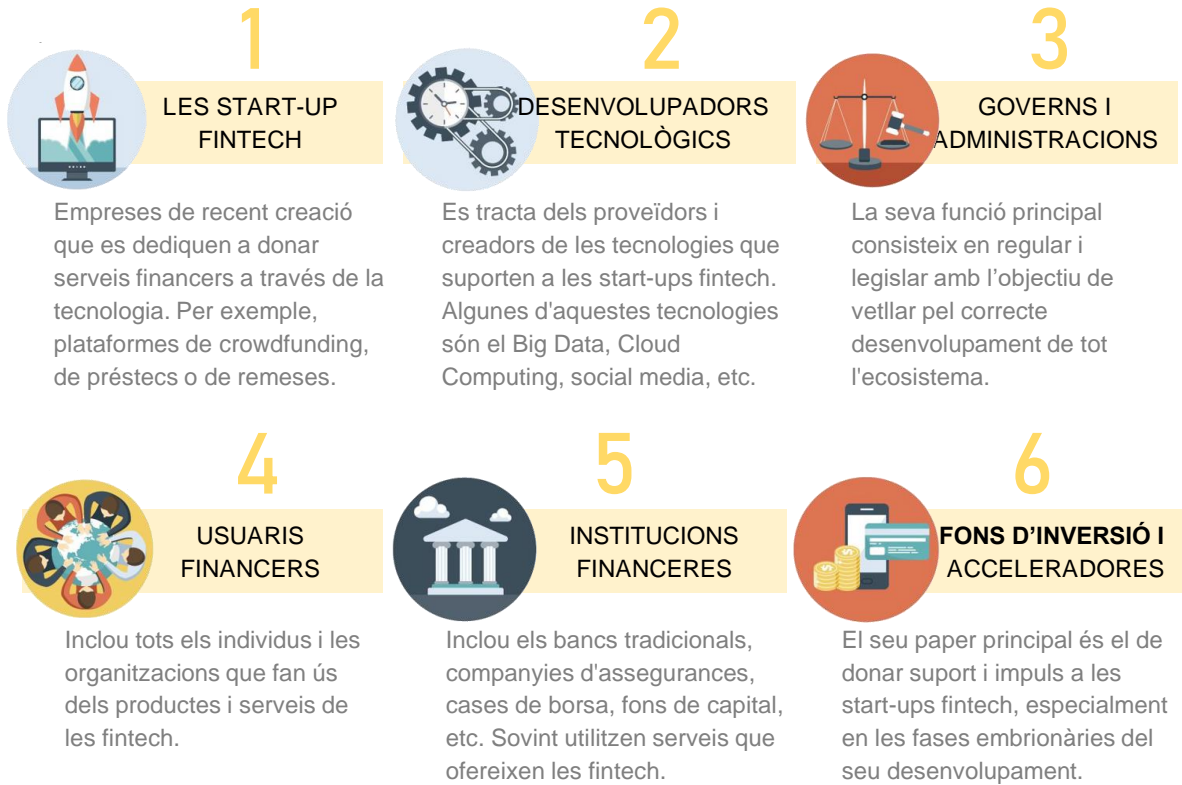 1
LES START-UP
FINTECH
Empreses de recent creació
que es dediquen a donar
serveis financers a través de la
tecnologia. Per exemple,
plataformes de crowdfunding,
de préstecs o de remeses.
2
DESENVOLUPADORS
TECNOLÒGICS
Es tracta dels proveïdors i
creadors de les tecnologies que
suporten a les start-ups fintech.
Algunes d'aquestes tecnologies
són el Big Data, Cloud
Computing, social media, etc.
3
GOVERNS I
ADMINISTRACIONS
La seva funció principal
consisteix en regular i
legislar amb l’objectiu de
vetllar pel correcte
desenvolupament de tot
l'ecosistema.
4
USUARIS
FINANCERS
Inclou tots els individus i les
organitzacions que fan ús
dels productes i serveis de
les fintech.
5
INSTITUCIONS
FINANCERES
Inclou els bancs tradicionals,
companyies d'assegurances,
cases de borsa, fons de capital,
etc. Sovint utilitzen serveis que
ofereixen les fintech.
6
FONS D’INVERSIÓ I
ACCELERADORES
El seu paper principal és el de
donar suport i impuls a les
start-ups fintech, especialment
en les fases embrionàries del
seu desenvolupament.